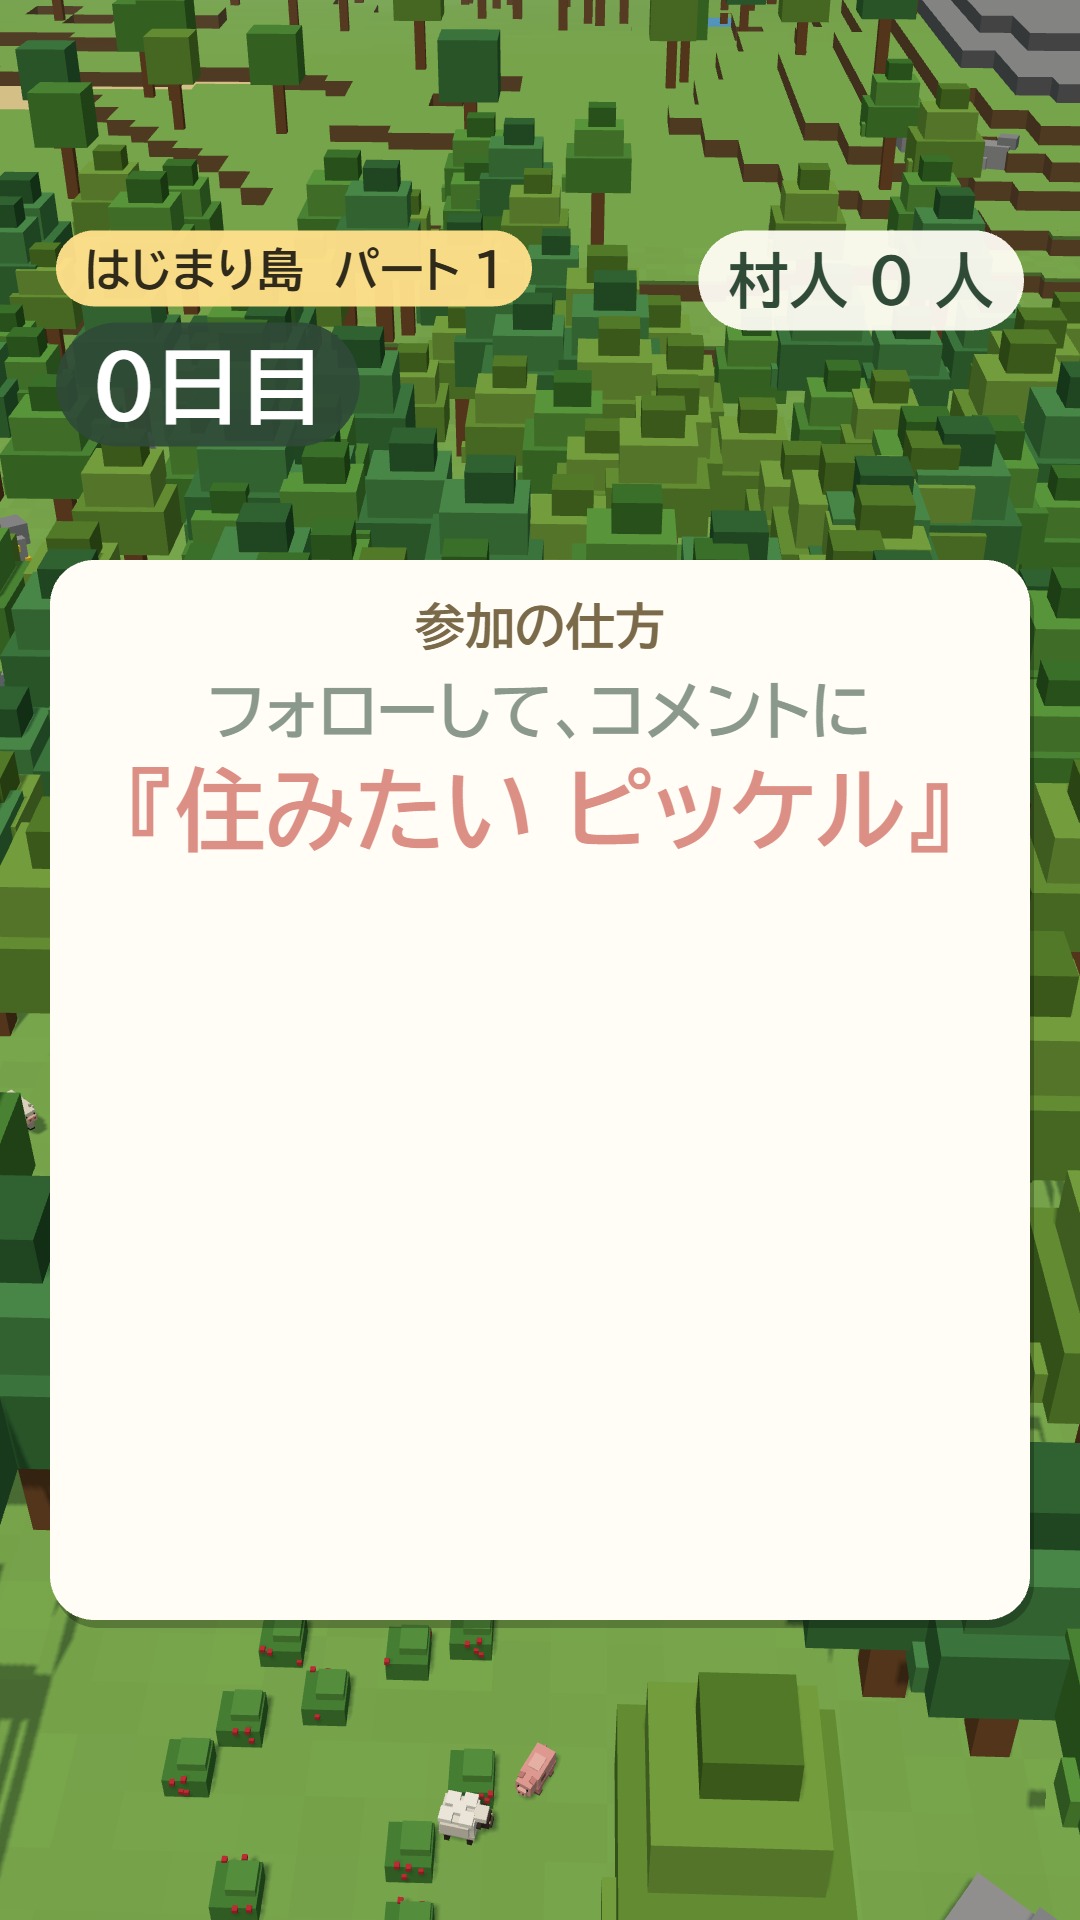 はじまり島 パート 1
村人 0 人
0日目
参加の仕方
フォローして、コメントに
『住みたい ピッケル』